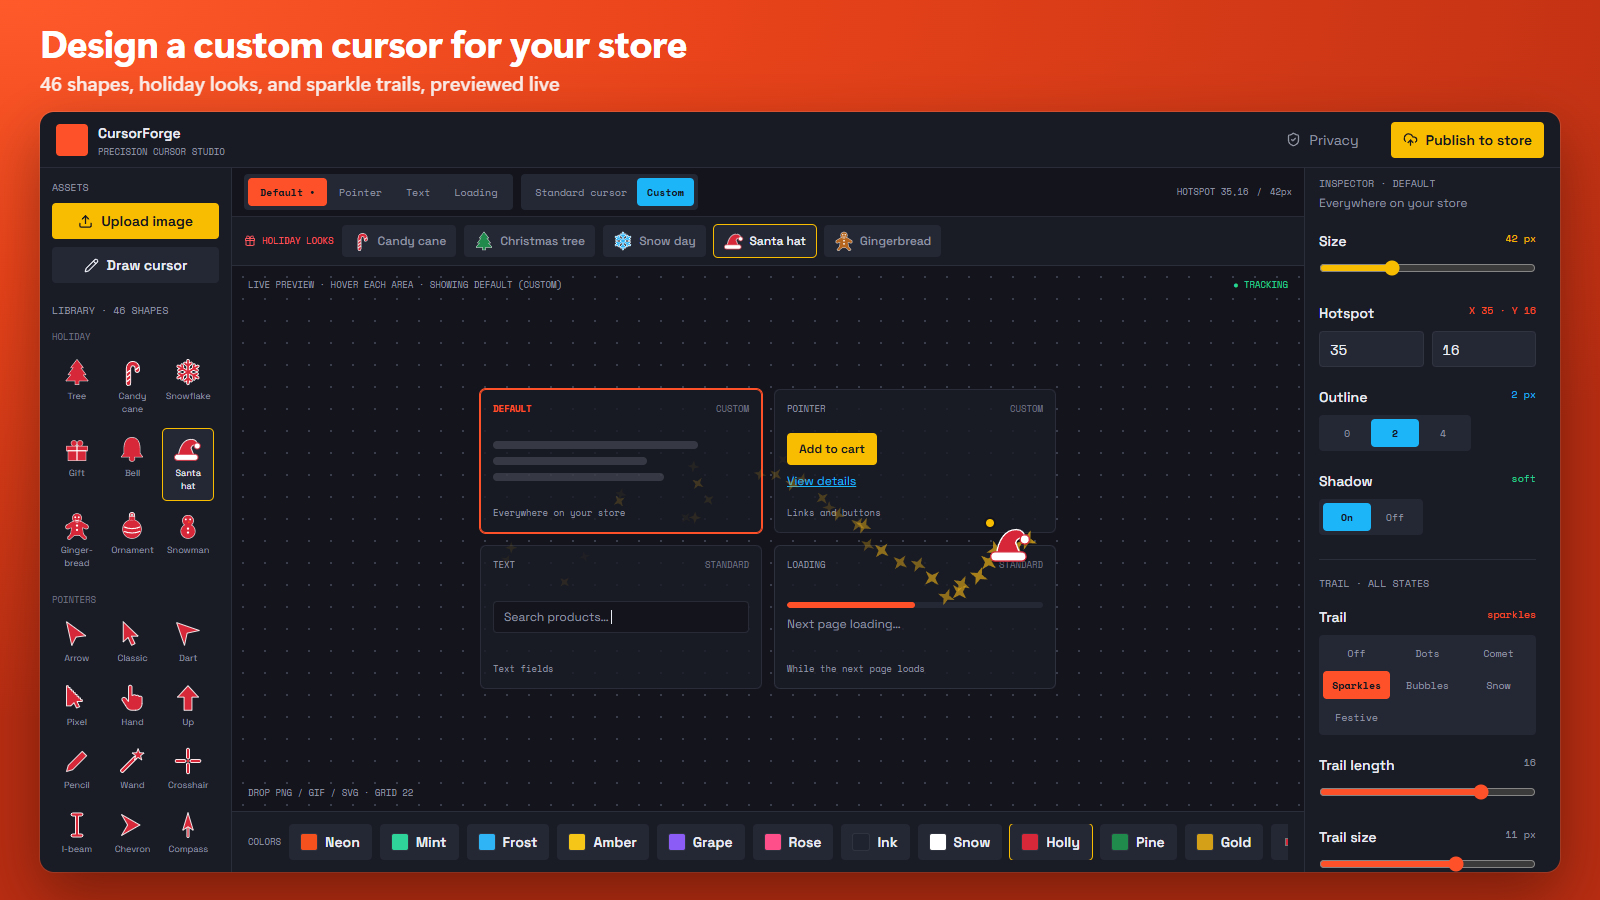 Design a custom cursor for your store
46 shapes, holiday looks, and sparkle trails, previewed live
CursorForge
PRECISION CURSOR STUDIO
Privacy
Publish to store
ASSETS
Upload image
Draw cursor
LIBRARY · 46 SHAPES
HOLIDAY
Tree
Candy cane
Snowflake
Gift
Bell
Santa hat
Ginger-
bread
Ornament
Snowman
POINTERS
Arrow
Classic
Dart
Pixel
Hand
Up
Pencil
Wand
Crosshair
I-beam
Chevron
Compass
Default •
Pointer
Text
Loading
Standard cursor
Custom
HOTSPOT 35,16 / 42px
HOLIDAY LOOKS
Candy cane
Christmas tree
Snow day
Santa hat
Gingerbread
LIVE PREVIEW · HOVER EACH AREA · SHOWING DEFAULT (CUSTOM)
• TRACKING
DEFAULT
CUSTOM
Everywhere on your store
POINTER
CUSTOM
Add to cart
View details
Links and buttons
TEXT
STANDARD
Search products...
Text fields
LOADING
STANDARD
Next page loading...
While the next page loads
DROP PNG / GIF / SVG · GRID 22
COLORS
Neon
Mint
Frost
Amber
Grape
Rose
Ink
Snow
Holly
Pine
Gold
INSPECTOR · DEFAULT
Everywhere on your store
Size
42 px
Hotspot
X 35 · Y 16
35
16
Outline
2 px
0
2
4
Shadow
soft
On
Off
TRAIL · ALL STATES
Trail
sparkles
Off
Dots
Comet
Sparkles
Bubbles
Snow
Festive
Trail length
16
Trail size
11 px